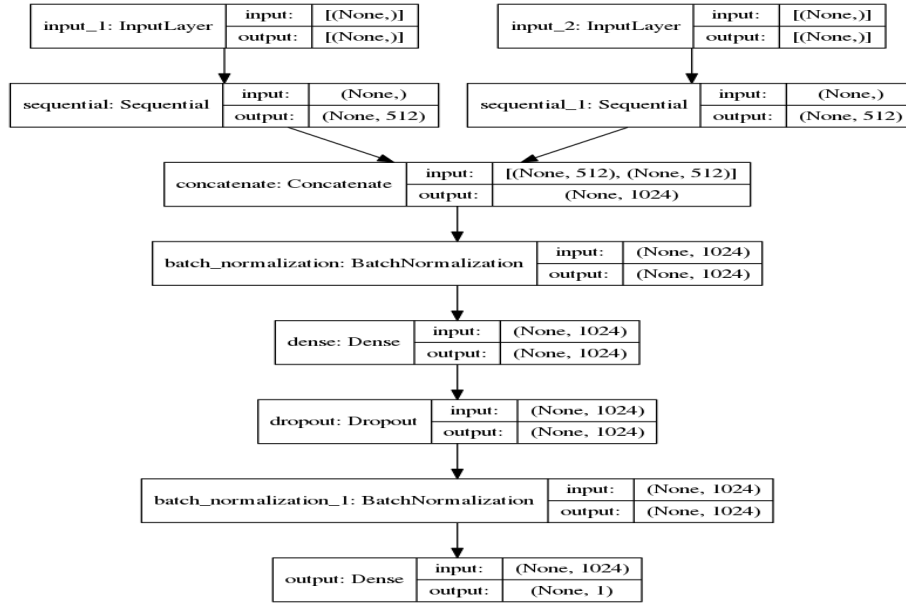 input_1: InputLayer input: [(None,)]
output: [(None,)]
input_2: InputLayer input: [(None,)]
output: [(None,)]
sequential: Sequential input: (None,)
output: (None, 512)
sequential_1: Sequential input: (None,)
output: (None, 512)
concatenate: Concatenate input: [(None, 512), (None, 512)]
output: (None, 1024)
batch_normalization: BatchNormalization input: (None, 1024)
output: (None, 1024)
dense: Dense input: (None, 1024)
output: (None, 1024)
dropout: Dropout input: (None, 1024)
output: (None, 1024)
batch_normalization_1: BatchNormalization input: (None, 1024)
output: (None, 1024)
output: Dense input: (None, 1024)
output: (None, 1)